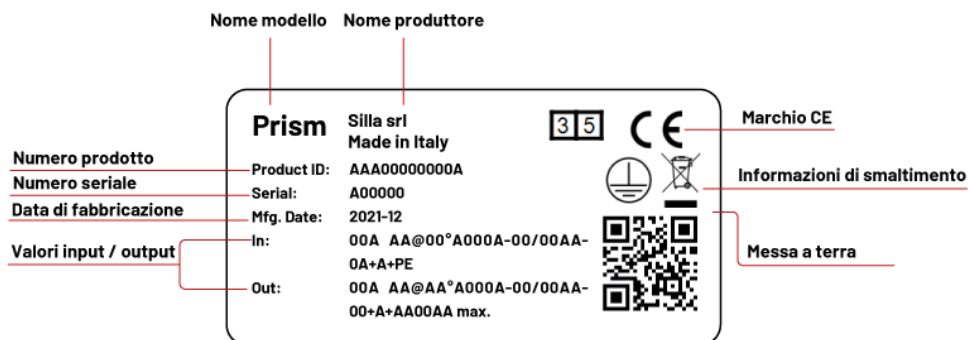 Nome modello Nome produttore
Prism Silla srl
Made in Italy
35 CE
Marchio CE
Numero prodotto
Product ID: AAA00000000A
Numero seriale
Serial: A00000
Informazioni di smaltimento
Data di fabbricazione
Mfg. Date: 2021-12
Valori input / output
In: 00A AA@00°A000A-00/00AA-
0A+A+PE
Messa a terra
Out: 00A AA@AA°A000A-00/00AA-
00+A+AA00AA max.